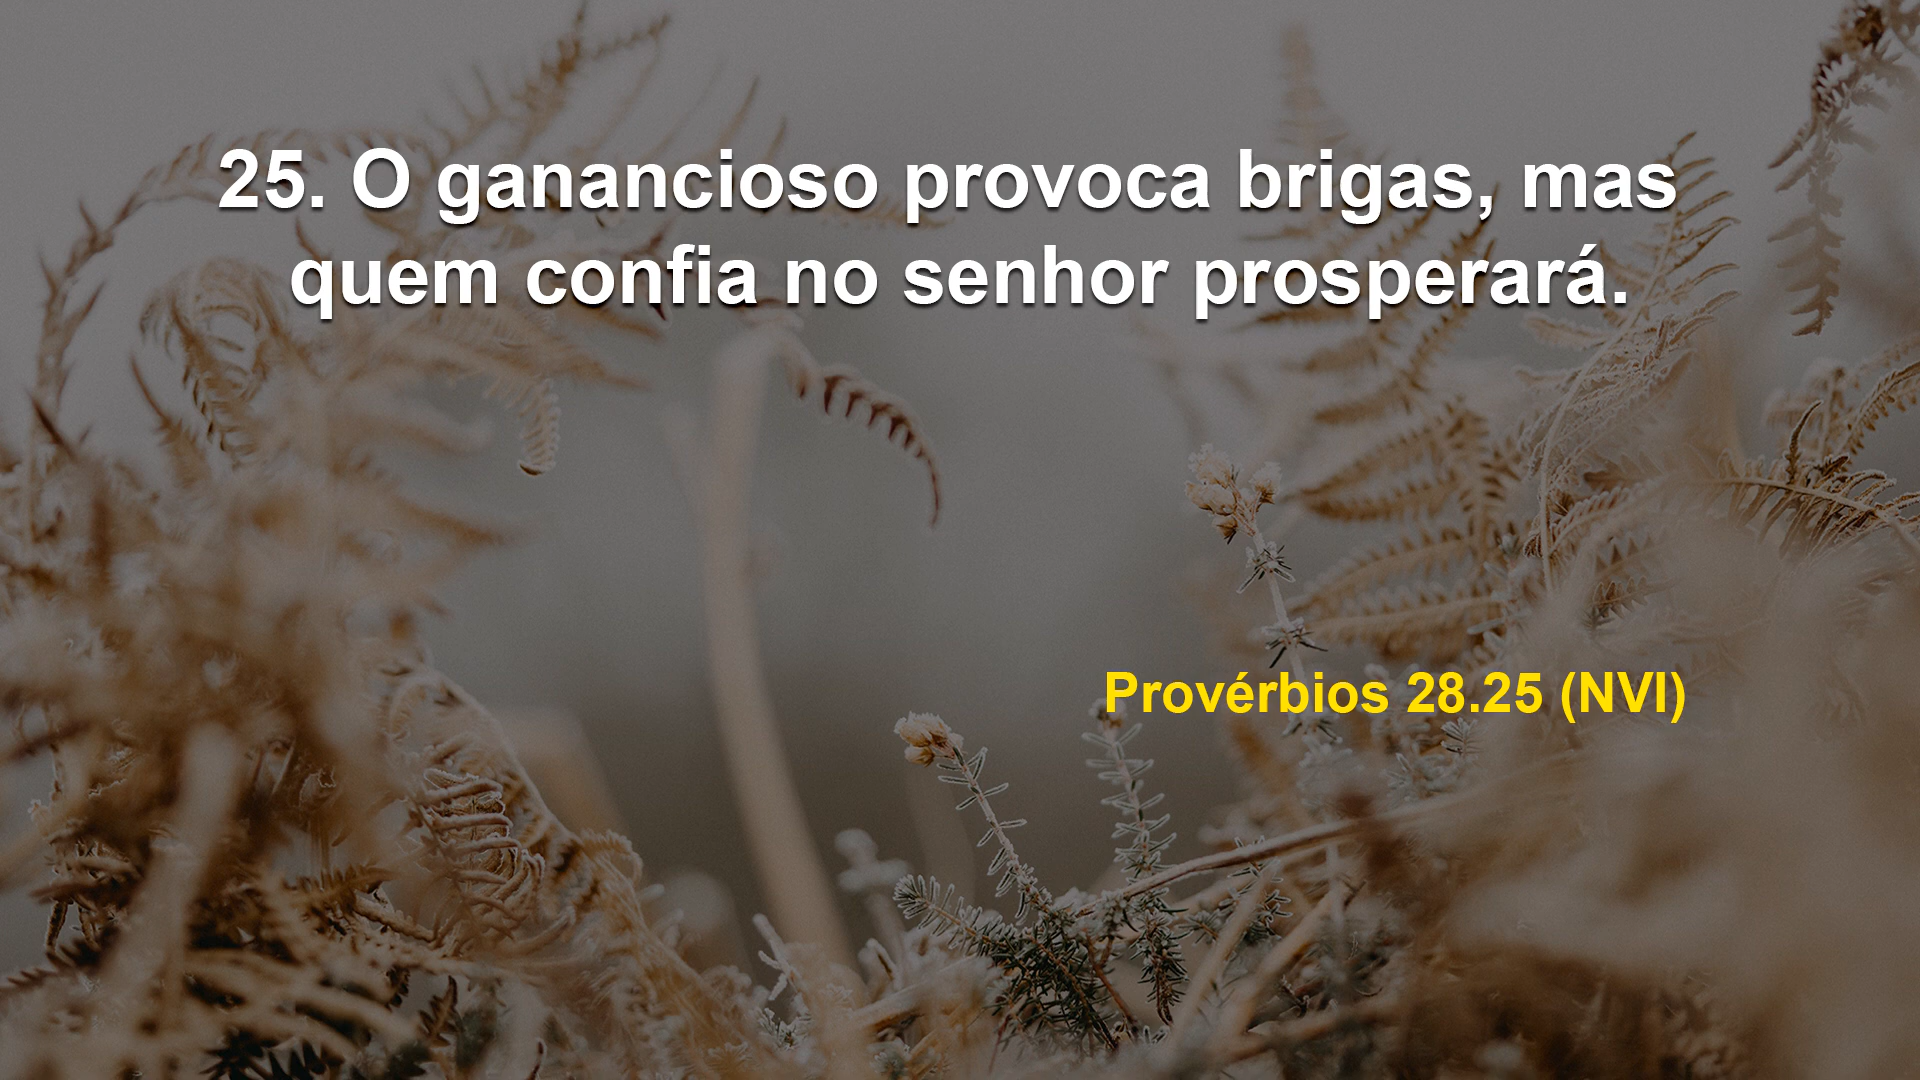 25. O ganancioso provoca brigas, mas
quem confia no senhor prosperará.
Provérbios 28.25 (NVI)